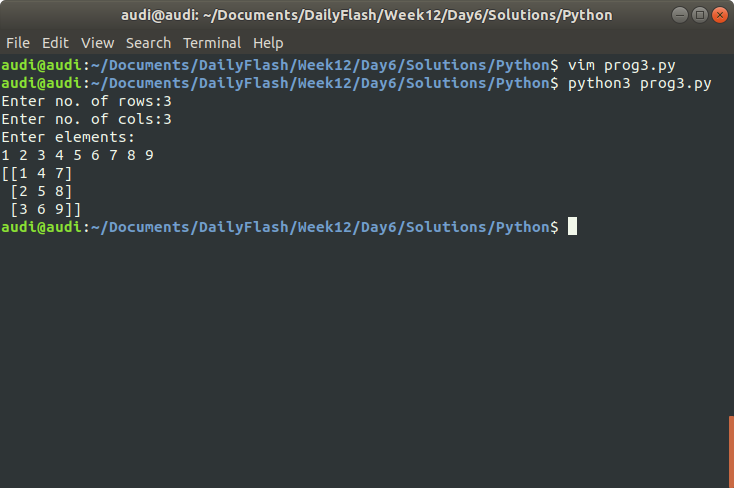 audi@audi: ~/Documents/DailyFlash/Week12/Day6/Solutions/Python
File Edit View Search Terminal Help
audi@audi:~/Documents/DailyFlash/Week12/Day6/Solutions/Python$ vim prog3.py
audi@audi:~/Documents/DailyFlash/Week12/Day6/Solutions/Python$ python3 prog3.py
Enter no. of rows:3
Enter no. of cols:3
Enter elements:
1 2 3 4 5 6 7 8 9
[[1 4 7]
 [2 5 8]
 [3 6 9]]
audi@audi:~/Documents/DailyFlash/Week12/Day6/Solutions/Python$